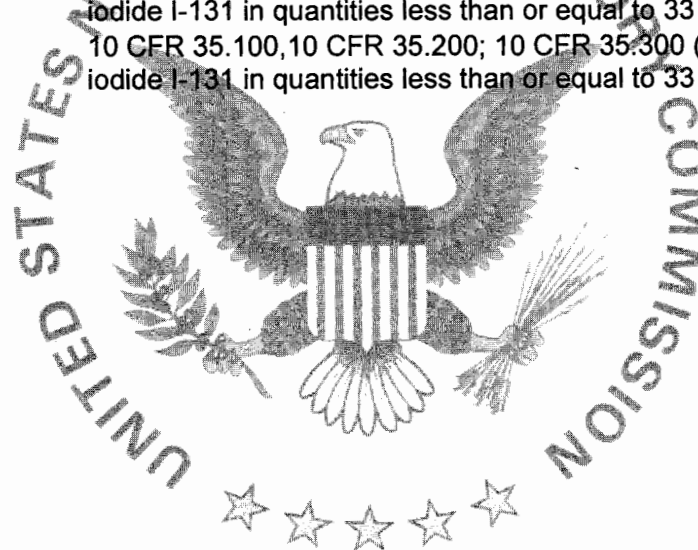 iodide I-131 in quantities less than or equal to 33
10 CFR 35.100,10 CFR 35.200; 10 CFR 35.300 (
iodide I-131 in quantities less than or equal to 33
UNITED STATES N
RY COMMISSION